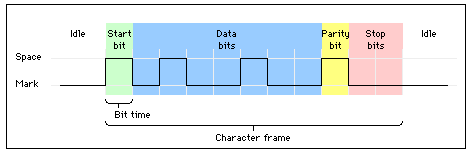 Idle
Start
bit
Data
bits
Parity
bit
Stop
bits
Idle
Space
Mark
Bit time
Character frame